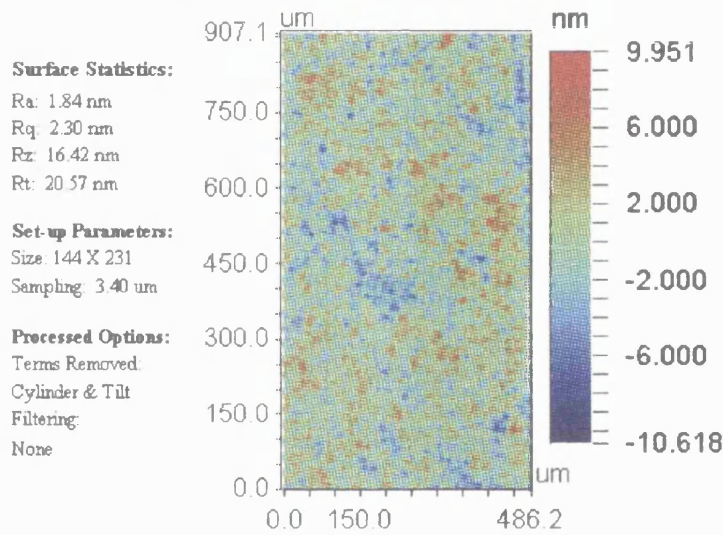 Surface Statistics:
Ra: 1.84 nm
Rq: 2.30 nm
Rz: 16.42 nm
Rt: 20.57 nm
Set-up Parameters:
Size: 144 X 231
Sampling: 3.40 um
Processed Options:
Terms Removed:
Cylinder & Tilt
Filtering:
None
um
907.1
750.0
600.0
450.0
300.0
150.0
0.0
0.0
150.0
486.2
um
nm
9.951
6.000
2.000
-2.000
-6.000
-10.618